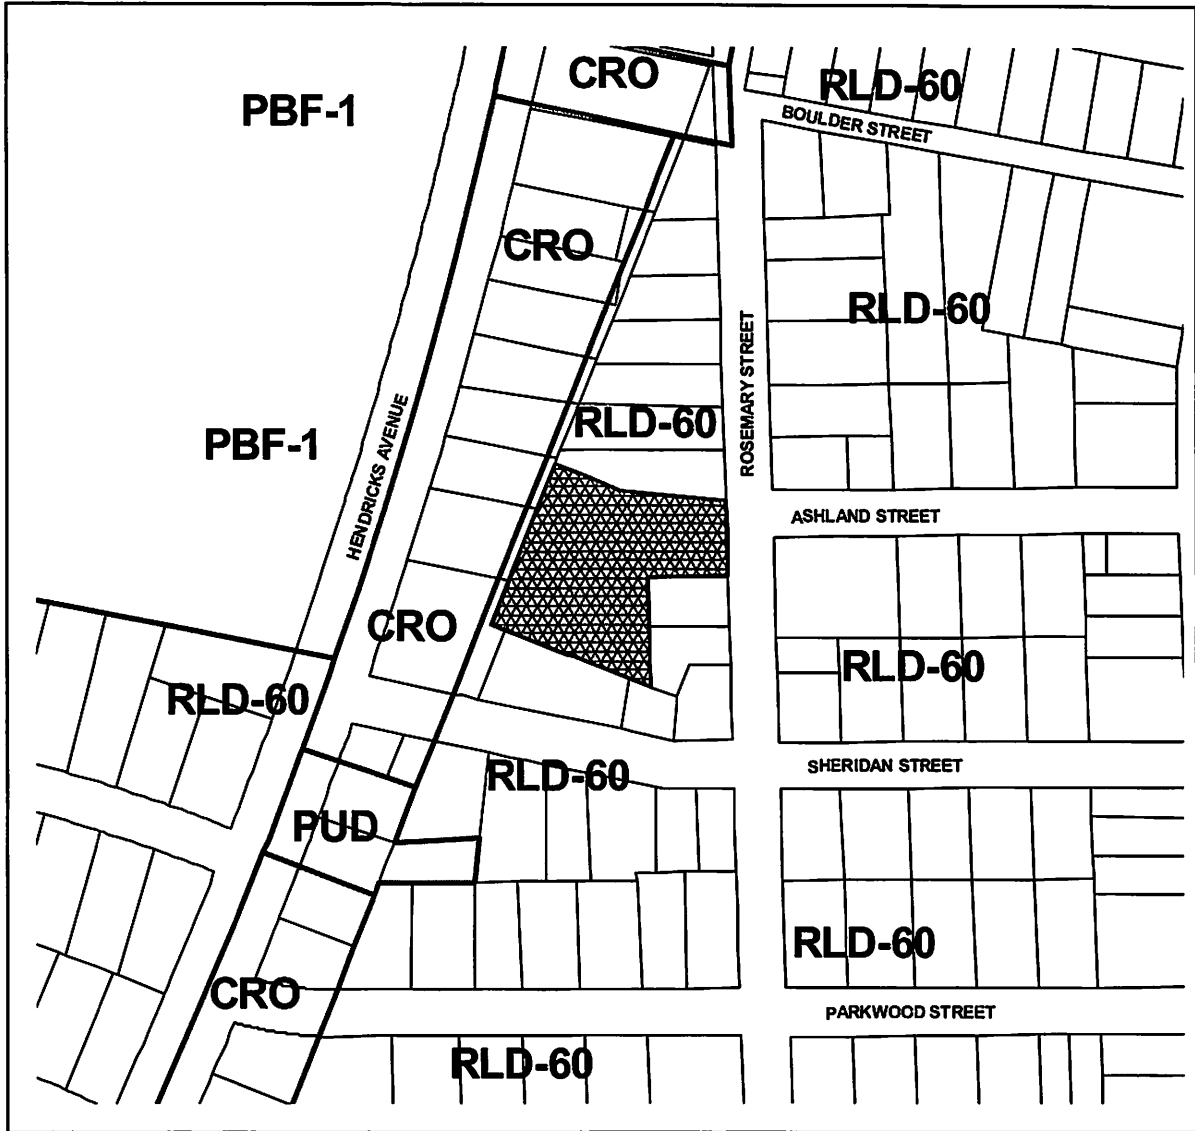 CRO
RLD-60
PBF-1
BOULDER STREET
CRO
RLD-60
ROSEMARY STREET
HENDRICKS AVENUE
RLD-60
PBF-1
ASHLAND STREET
CRO
RLD-60
RLD-60
SHERIDAN STREET
RLD-60
PUD
RLD-60
CRO
PARKWOOD STREET
RLD-60